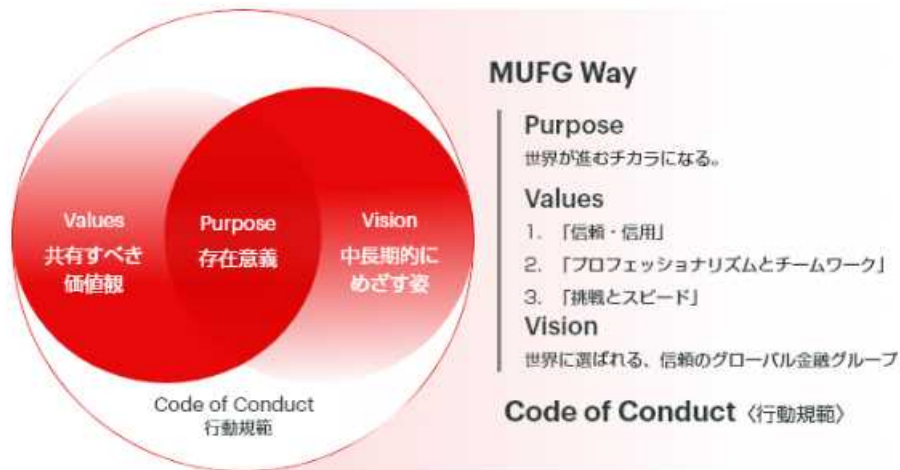 Values
共有すべき
価値観
Purpose
存在意義
Vision
中長期的に
めざす姿
Code of Conduct
行動規範
MUFG Way
Purpose
世界が進むチカラになる。
Values
1. 「信頼・信用」
2. 「プロフェッショナリズムとチームワーク」
3. 「挑戦とスピード」
Vision
世界に選ばれる、信頼のグローバル金融グループ
Code of Conduct〈行動規範〉